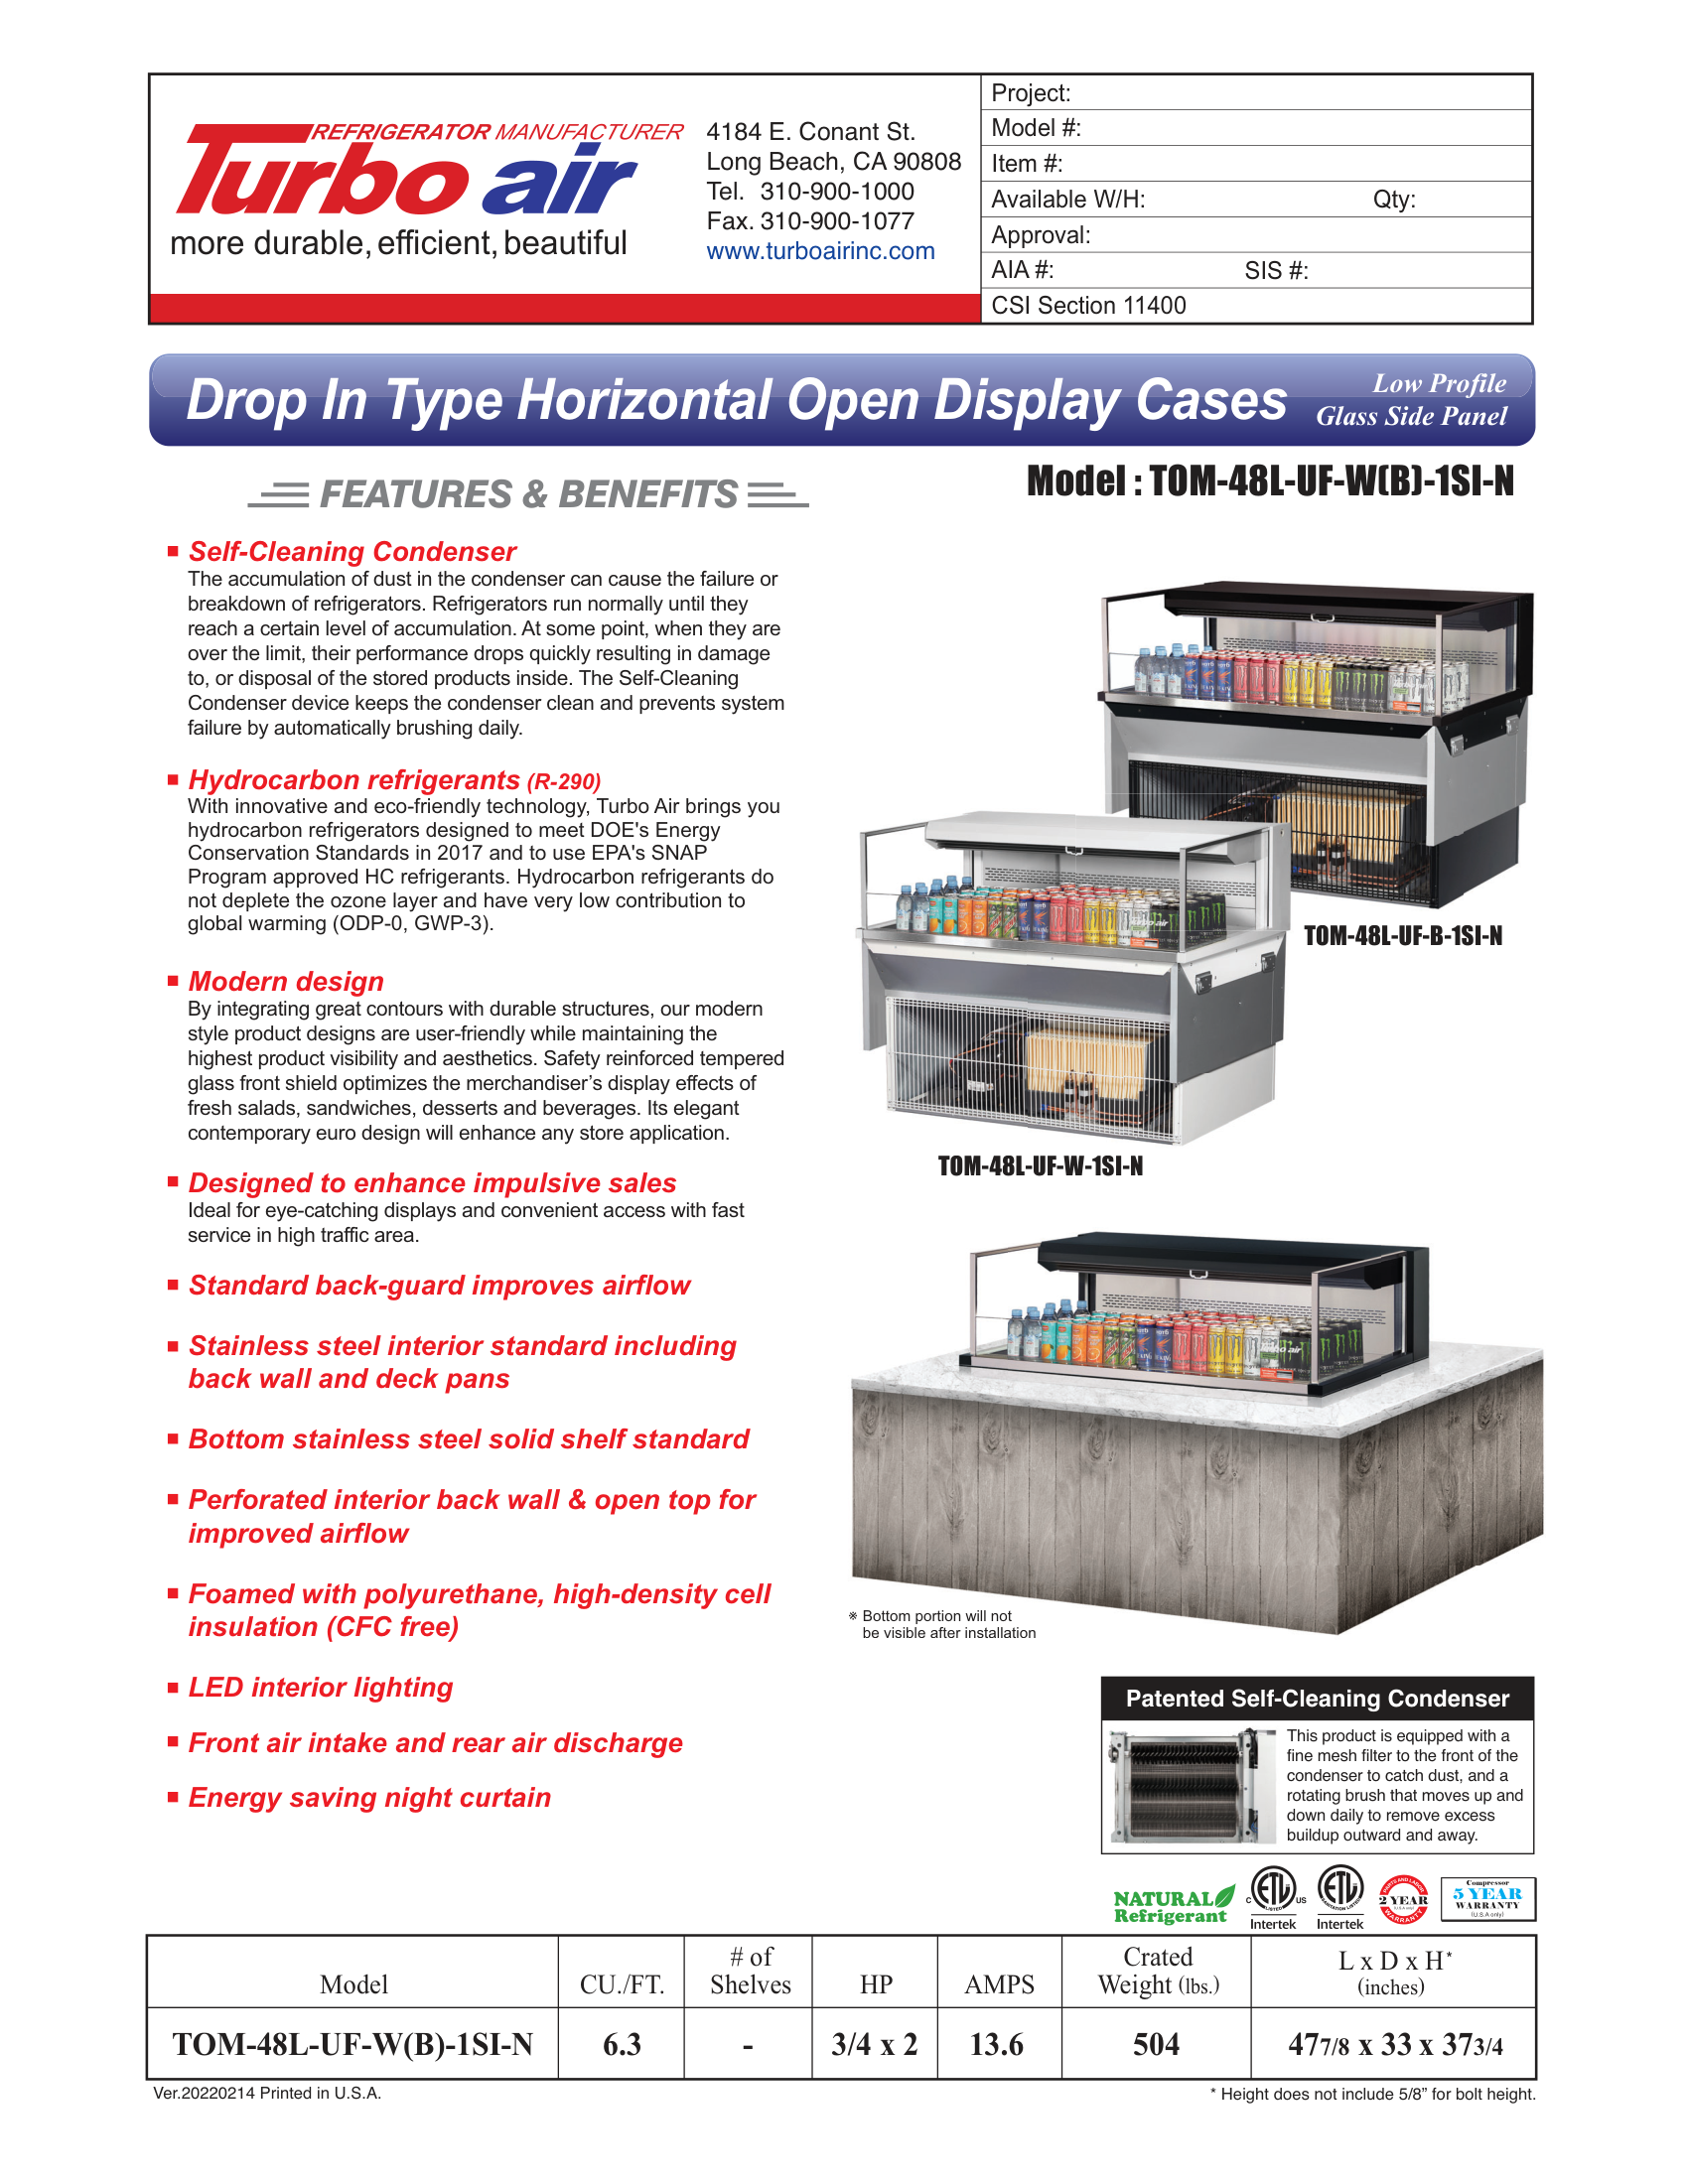 REFRIGERATOR MANUFACTURER
Turbo air
more durable, efficient, beautiful
4184 E. Conant St.
Long Beach, CA 90808
Tel. 310-900-1000
Fax. 310-900-1077
www.turboairinc.com
Project:
Model #:
Item #:
Available W/H: Qty:
Approval:
AIA #: SIS #:
CSI Section 11400
Drop In Type Horizontal Open Display Cases
Low Profile
Glass Side Panel
FEATURES & BENEFITS
Model : TOM-48L-UF-W(B)-1SI-N
Self-Cleaning Condenser
The accumulation of dust in the condenser can cause the failure or
breakdown of refrigerators. Refrigerators run normally until they
reach a certain level of accumulation. At some point, when they are
over the limit, their performance drops quickly resulting in damage
to, or disposal of the stored products inside. The Self-Cleaning
Condenser device keeps the condenser clean and prevents system
failure by automatically brushing daily.
Hydrocarbon refrigerants (R-290)
With innovative and eco-friendly technology, Turbo Air brings you
hydrocarbon refrigerators designed to meet DOE's Energy
Conservation Standards in 2017 and to use EPA's SNAP
Program approved HC refrigerants. Hydrocarbon refrigerants do
not deplete the ozone layer and have very low contribution to
global warming (ODP-0, GWP-3).
Modern design
By integrating great contours with durable structures, our modern
style product designs are user-friendly while maintaining the
highest product visibility and aesthetics. Safety reinforced tempered
glass front shield optimizes the merchandiser's display effects of
fresh salads, sandwiches, desserts and beverages. Its elegant
contemporary euro design will enhance any store application.
Designed to enhance impulsive sales
Ideal for eye-catching displays and convenient access with fast
service in high traffic area.
Standard back-guard improves airflow
Stainless steel interior standard including
back wall and deck pans
Bottom stainless steel solid shelf standard
Perforated interior back wall & open top for
improved airflow
Foamed with polyurethane, high-density cell
insulation (CFC free)
LED interior lighting
Front air intake and rear air discharge
Energy saving night curtain
TOM-48L-UF-B-1SI-N
TOM-48L-UF-W-1SI-N
※ Bottom portion will not
be visible after installation
Patented Self-Cleaning Condenser
This product is equipped with a
fine mesh filter to the front of the
condenser to catch dust, and a
rotating brush that moves up and
down daily to remove excess
buildup outward and away.
NATURAL
Refrigerant
C ETL US
LISTED
Intertek
ETL
SANITATION LISTED
Intertek
PARTS AND LABOR
2 YEAR
(U.S.A only)
WARRANTY
Compressor
5 YEAR
WARRANTY
(U.S.A only)
Model CU./FT. # of Shelves HP AMPS Crated Weight (lbs.) L x D x H* (inches)
TOM-48L-UF-W(B)-1SI-N 6.3 - 3/4 x 2 13.6 504 47 7/8 x 33 x 37 3/4
Ver.20220214 Printed in U.S.A.
* Height does not include 5/8” for bolt height.